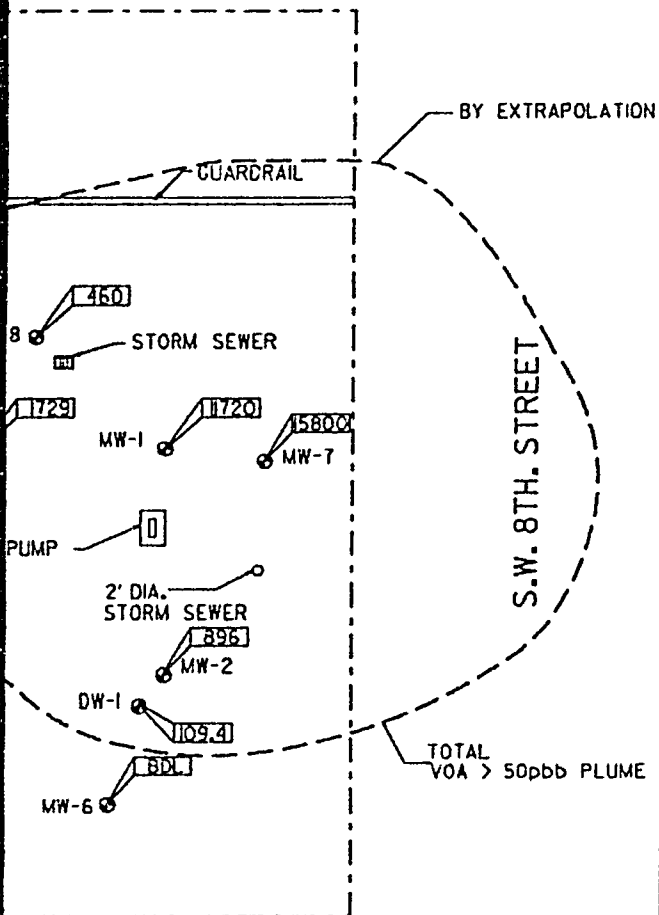 BY EXTRAPOLATION
GUARDRAIL
460
8
STORM SEWER
1729
1720
MW-1
15800
MW-7
S.W. 8TH. STREET
PUMP
2' DIA.
STORM SEWER
896
MW-2
DW-1
109.4
BDL
MW-6
TOTAL
VOA > 50pbb PLUME